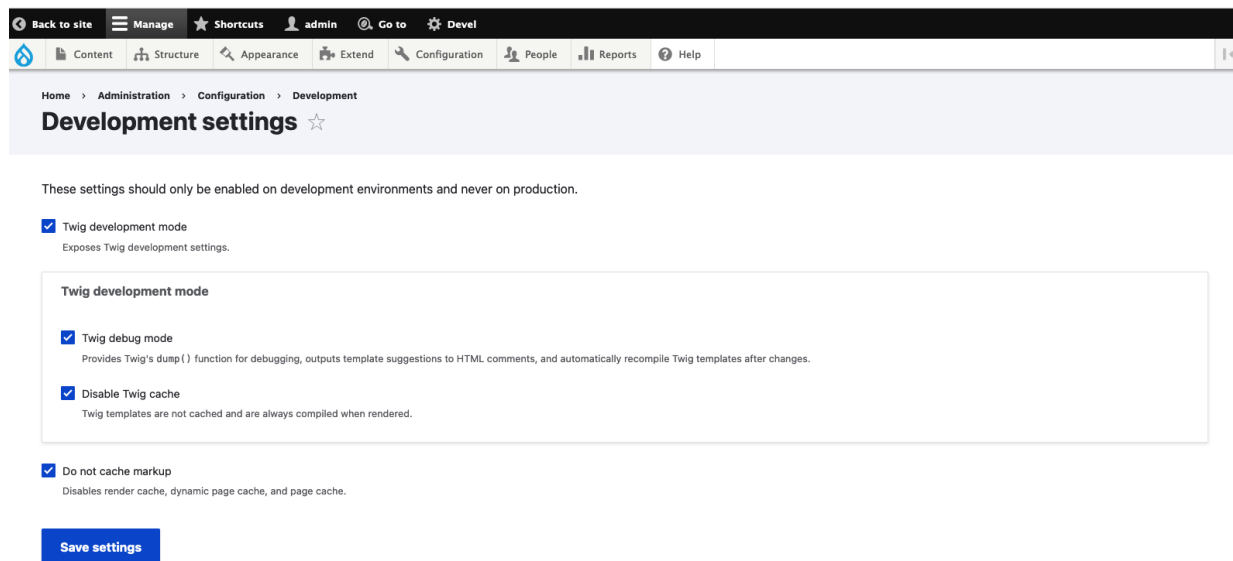 Back to site Manage Shortcuts admin Go to Devel
Content Structure Appearance Extend Configuration People Reports Help
Home › Administration › Configuration › Development
Development settings
These settings should only be enabled on development environments and never on production.
Twig development mode
Exposes Twig development settings.
Twig development mode
Twig debug mode
Provides Twig's dump() function for debugging, outputs template suggestions to HTML comments, and automatically recompile Twig templates after changes.
Disable Twig cache
Twig templates are not cached and are always compiled when rendered.
Do not cache markup
Disables render cache, dynamic page cache, and page cache.
Save settings